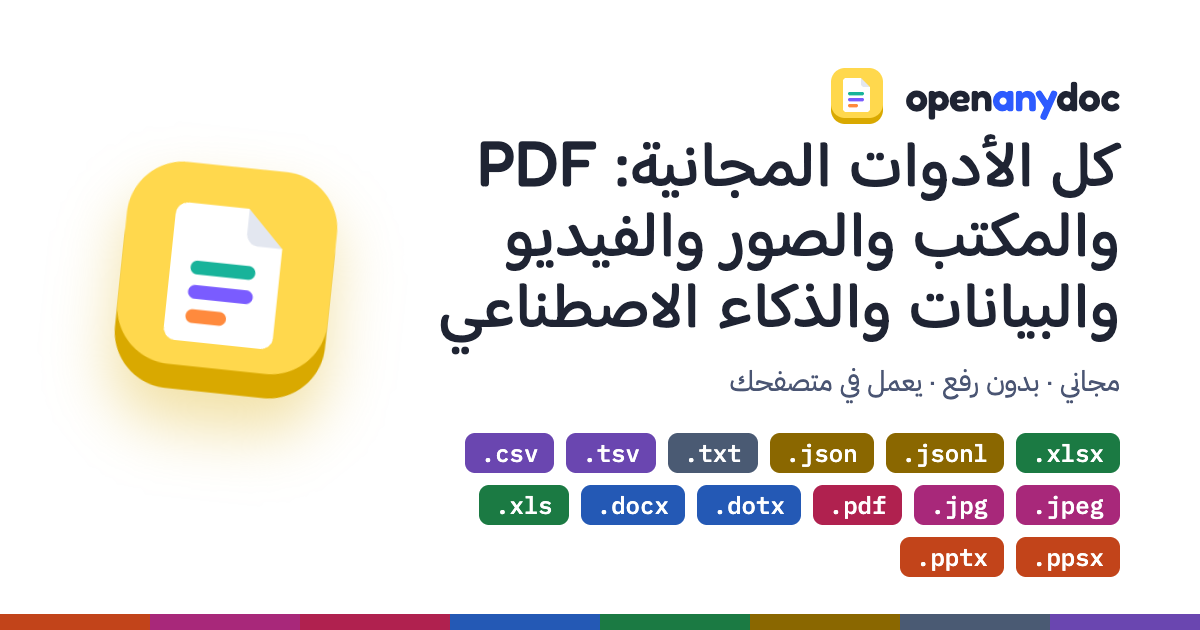 openanydoc
كل الأدوات المجانية: PDF
والمكتب والصور والفيديو
والبيانات والذكاء الاصطناعي
مجاني · بدون رفع · يعمل في متصفحك
.xlsx .jsonl .json .txt .tsv .csv
.jpeg .jpg .pdf .dotx .docx .xls
.ppsx .pptx